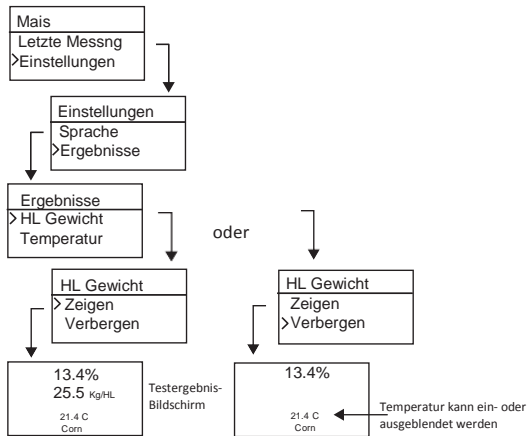 Mais
Letzte Messng
>Einstellungen
Einstellungen
Sprache
>Ergebnisse
Ergebnisse
>HL Gewicht
Temperatur
oder
HL Gewicht
>Zeigen
Verbergen
HL Gewicht
Zeigen
>Verbergen
13.4%
25.5 Kg/HL
21.4 C
Corn
Testergebnis-
Bildschirm
13.4%
21.4 C
Corn
Temperatur kann ein- oder
ausgeblendet werden